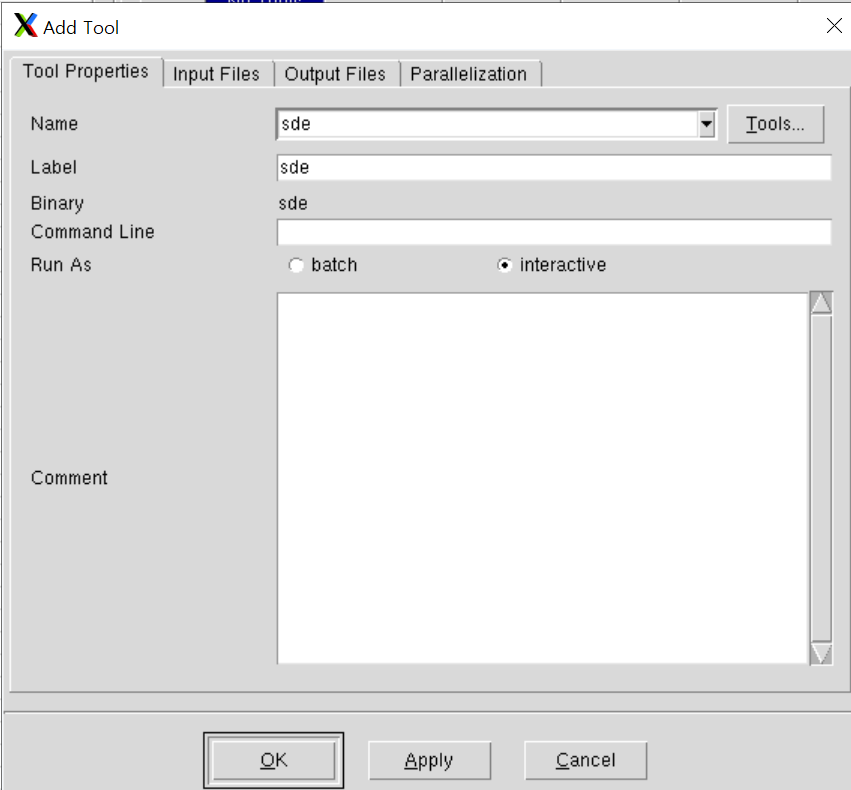 Add Tool
Tool Properties Input Files Output Files Parallelization
Name sde Tools...
Label sde
Binary sde
Command Line
Run As batch interactive
Comment
OK Apply Cancel